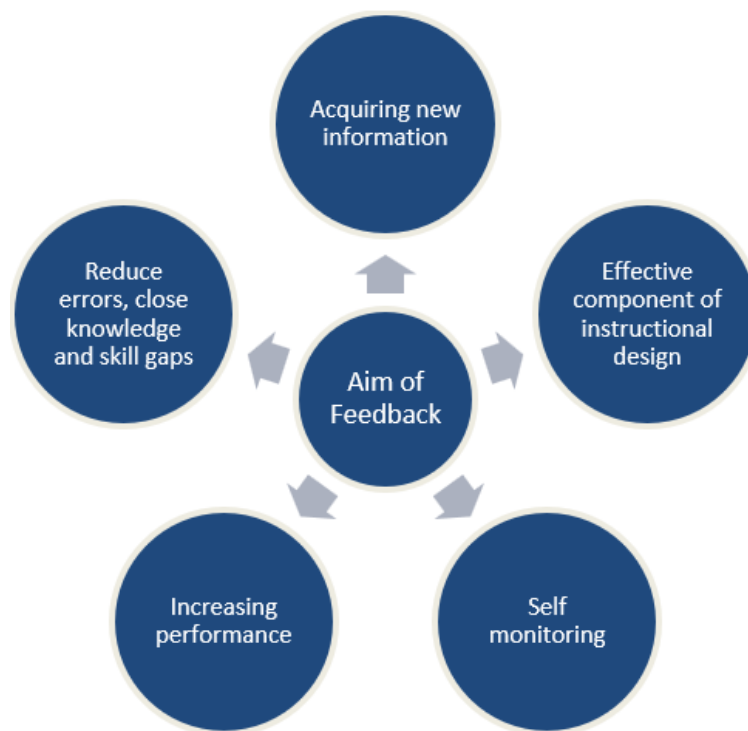 Acquiring new
information
Effective
component of
instructional
design
Self
monitoring
Increasing
performance
Reduce
errors, close
knowledge
and skill gaps
Aim of
Feedback